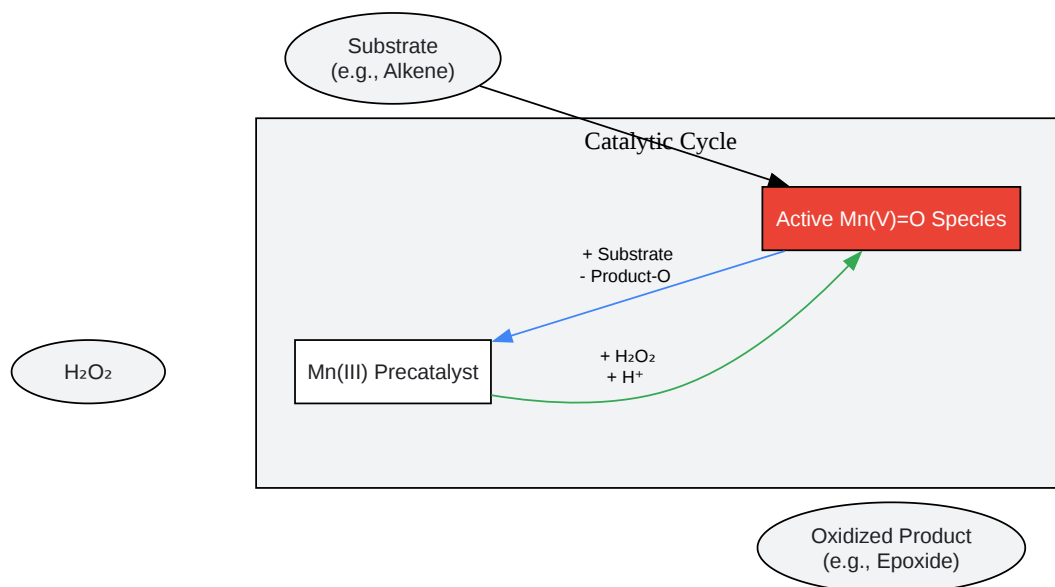 Substrate
(e.g., Alkene)
Catalytic Cycle
Active Mn(V)=O Species
+ Substrate
- Product-O
Mn(III) Precatalyst
+ H₂O₂
+ H⁺
H₂O₂
Oxidized Product
(e.g., Epoxide)